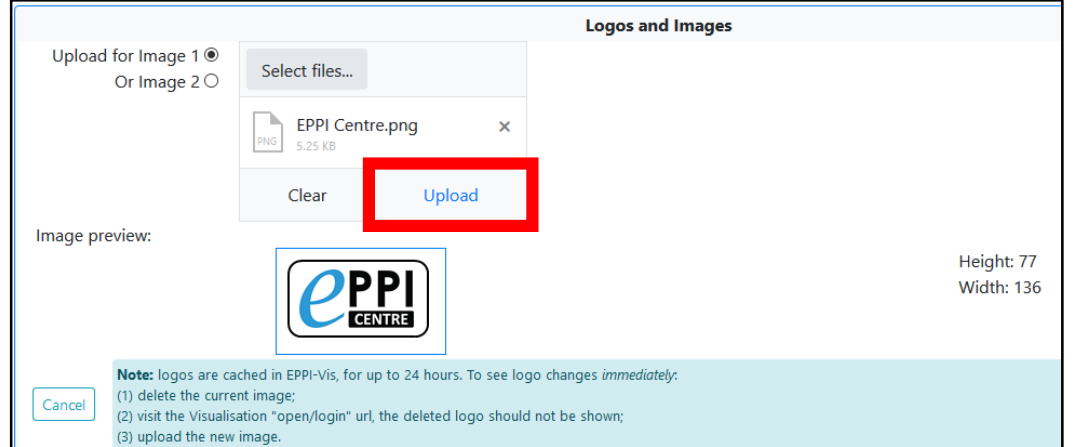 Logos and Images
Upload for Image 1
Or Image 2
Select files...
PNG
EPPI Centre.png
5.25 KB
×
Clear
Upload
Image preview:
ePPI
CENTRE
Height: 77
Width: 136
Cancel
Note: logos are cached in EPPI-Vis, for up to 24 hours. To see logo changes immediately:
(1) delete the current image;
(2) visit the Visualisation "open/login" url, the deleted logo should not be shown;
(3) upload the new image.